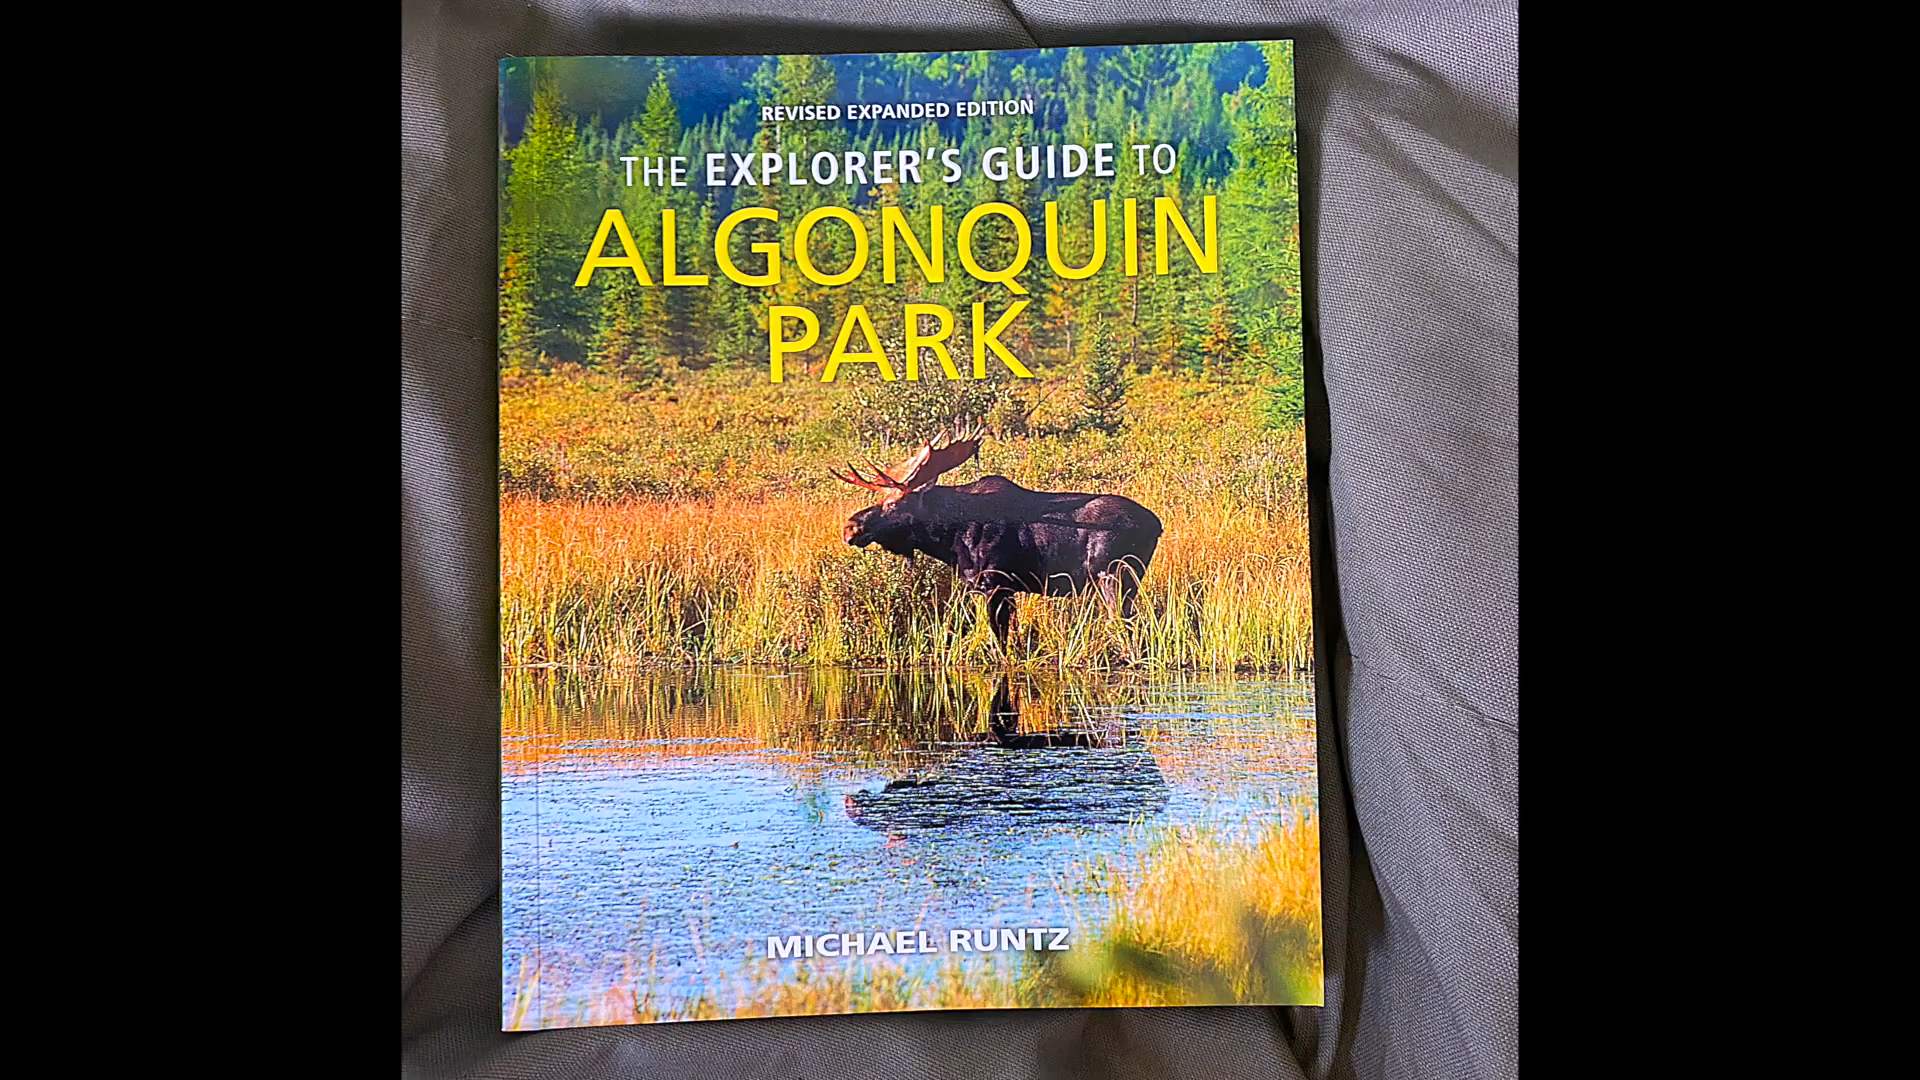 REVISED EXPANDED EDITION
THE EXPLORER'S GUIDE TO
ALGONQUIN
PARK
MICHAEL RUNTZ